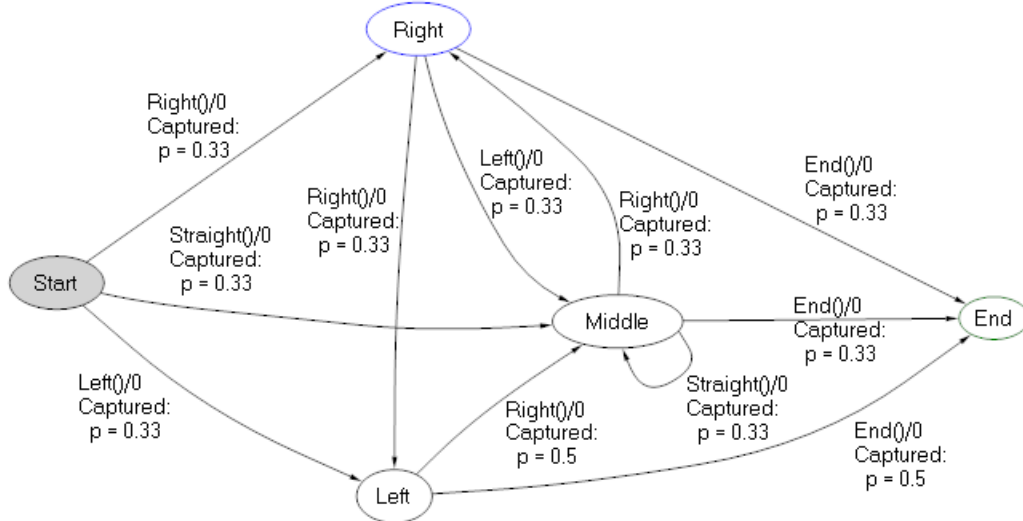 Right
Right()/0
Captured:
p = 0.33
Left()/0
Captured:
p = 0.33
End()/0
Captured:
p = 0.33
Right()/0
Captured:
p = 0.33
Right()/0
Captured:
p = 0.33
Straight()/0
Captured:
p = 0.33
Start
Middle
End
End()/0
Captured:
p = 0.33
Left()/0
Captured:
p = 0.33
Straight()/0
Captured:
p = 0.33
Right()/0
Captured:
p = 0.5
End()/0
Captured:
p = 0.5
Left